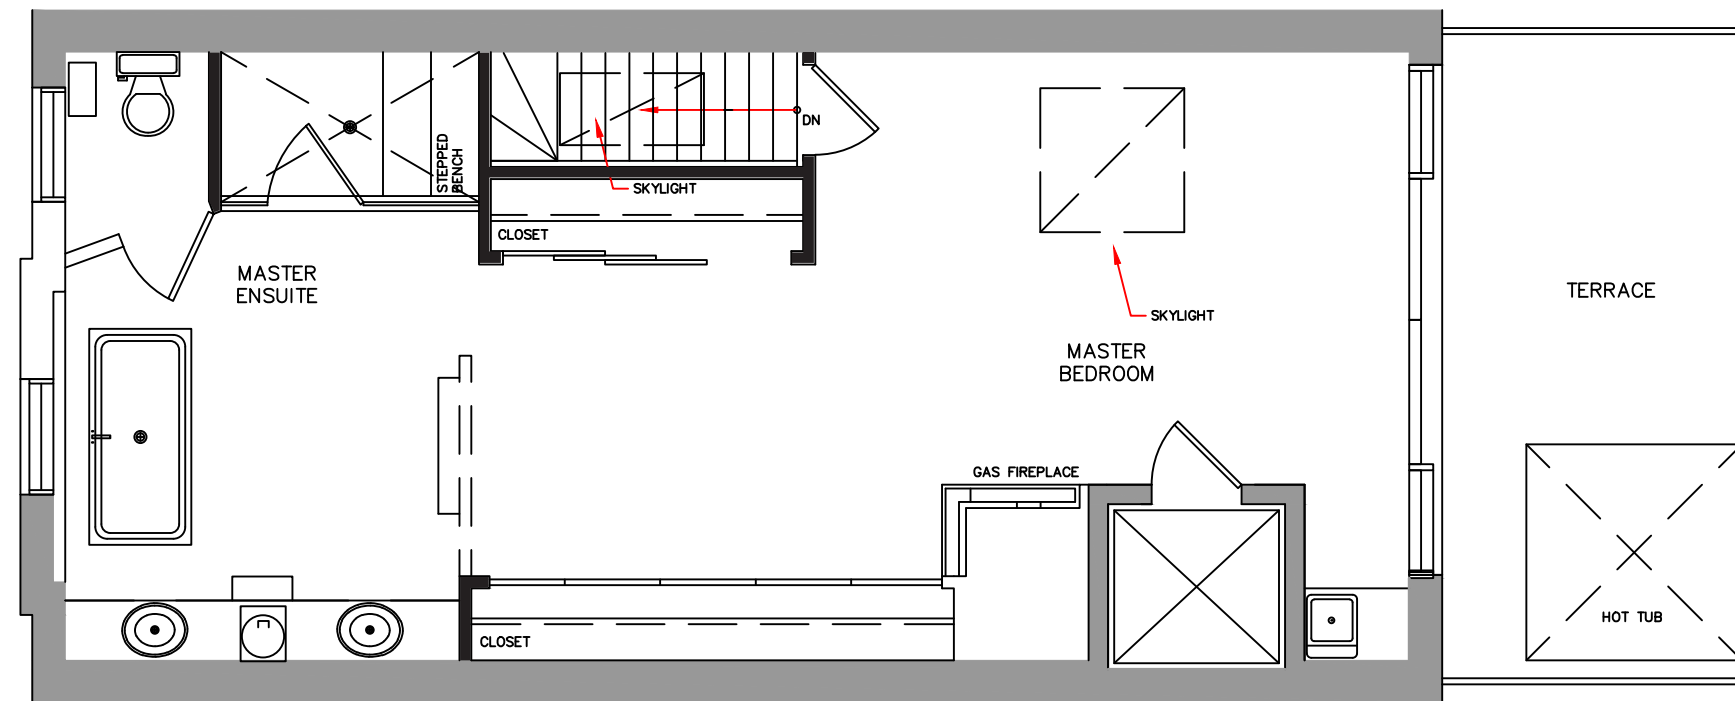 DN
STEPPED
BENCH
SKYLIGHT
CLOSET
MASTER
ENSUITE
TERRACE
SKYLIGHT
MASTER
BEDROOM
GAS FIREPLACE
HOT TUB
CLOSET